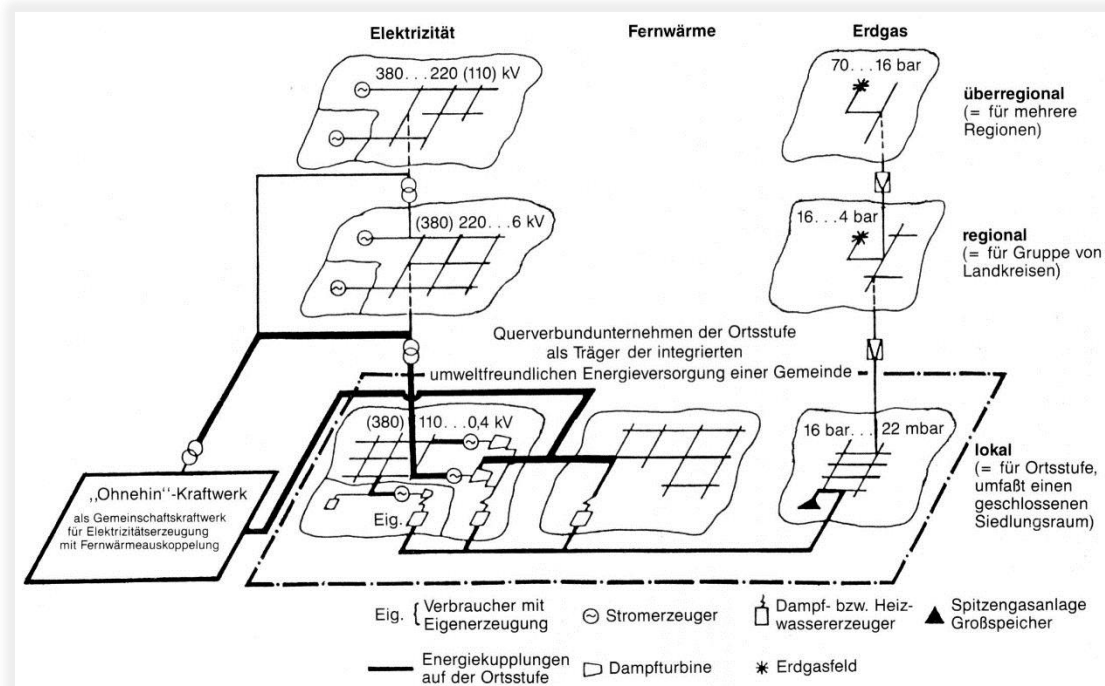 Elektrizität
Fernwärme
Erdgas
380...220 (110) kV
70...16 bar
überregional
(= für mehrere
Regionen)
(380) 220...6 kV
16...4 bar
regional
(= für Gruppe von
Landkreisen)
Querverbundunternehmen der Ortsstufe
als Träger der integrierten
umweltfreundlichen Energieversorgung einer Gemeinde
(380) 110...0,4 kV
16 bar...22 mbar
lokal
(= für Ortsstufe,
umfaßt einen
geschlossenen
Siedlungsraum)
„Ohnehin“-Kraftwerk
als Gemeinschaftskraftwerk
für Elektrizitätserzeugung
mit Fernwärmeauskoppelung
Eig.
Eig. { Verbraucher mit
Eigenerzeugung
Stromerzeuger
Dampf- bzw. Heiz-
wassererzeuger
Spitzengasanlage
Großspeicher
Energiekupplungen
auf der Ortsstufe
Dampfturbine
Erdgasfeld